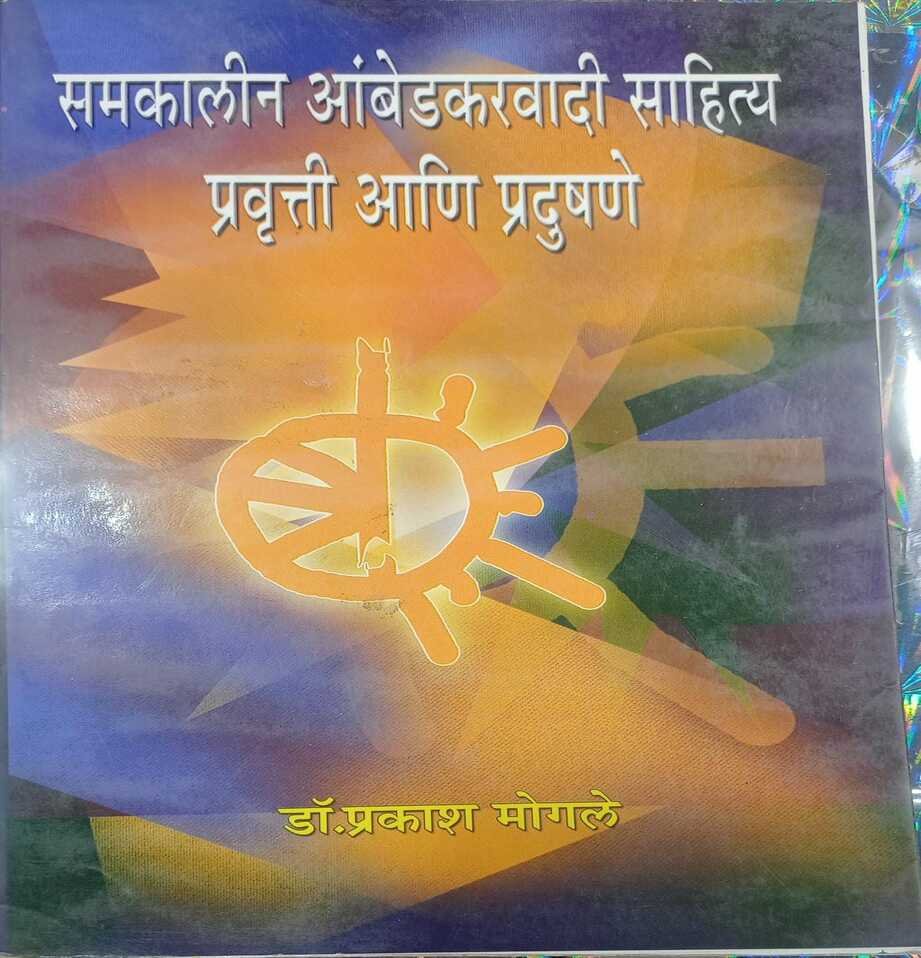 समकालीन आंबेडकरवादी साहित्य
प्रवृत्ती आणि प्रदुषणे
डॉ.प्रकाश मोगले